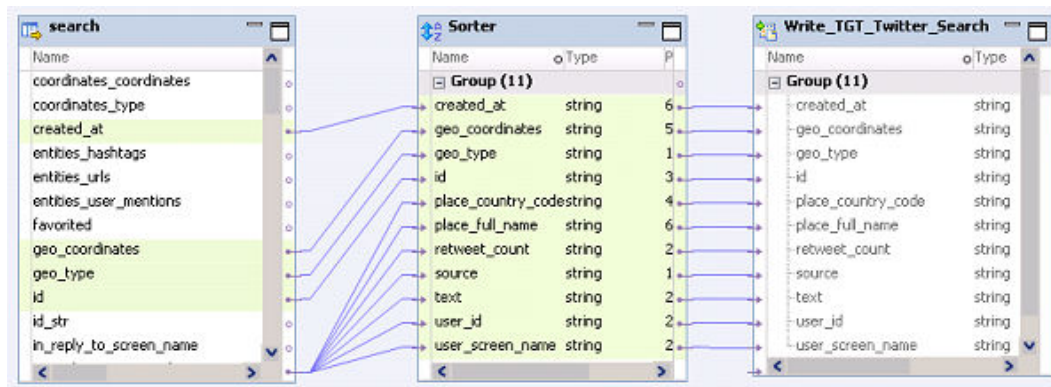 search
Name
coordinates_coordinates
coordinates_type
created_at
entities_hashtags
entities_urls
entities_user_mentions
favorited
geo_coordinates
geo_type
id
id_str
in_reply_to_screen_name
Sorter
Name Type P
Group (11)
created_at string 6
geo_coordinates string 5
geo_type string 1
id string 3
place_country_code string 4
place_full_name string 6
retweet_count string 2
source string 1
text string 2
user_id string 2
user_screen_name string 2
Write_TGT_Twitter_Search
Name Type
Group (11)
created_at string
geo_coordinates string
geo_type string
id string
place_country_code string
place_full_name string
retweet_count string
source string
text string
user_id string
user_screen_name string